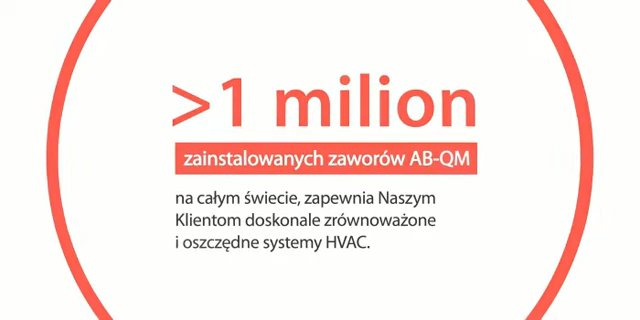 >1 milion
zainstalowanych zaworów AB-QM
na całym świecie, zapewnia Naszym
Klientom doskonale zrównoważone
i oszczędne systemy HVAC.